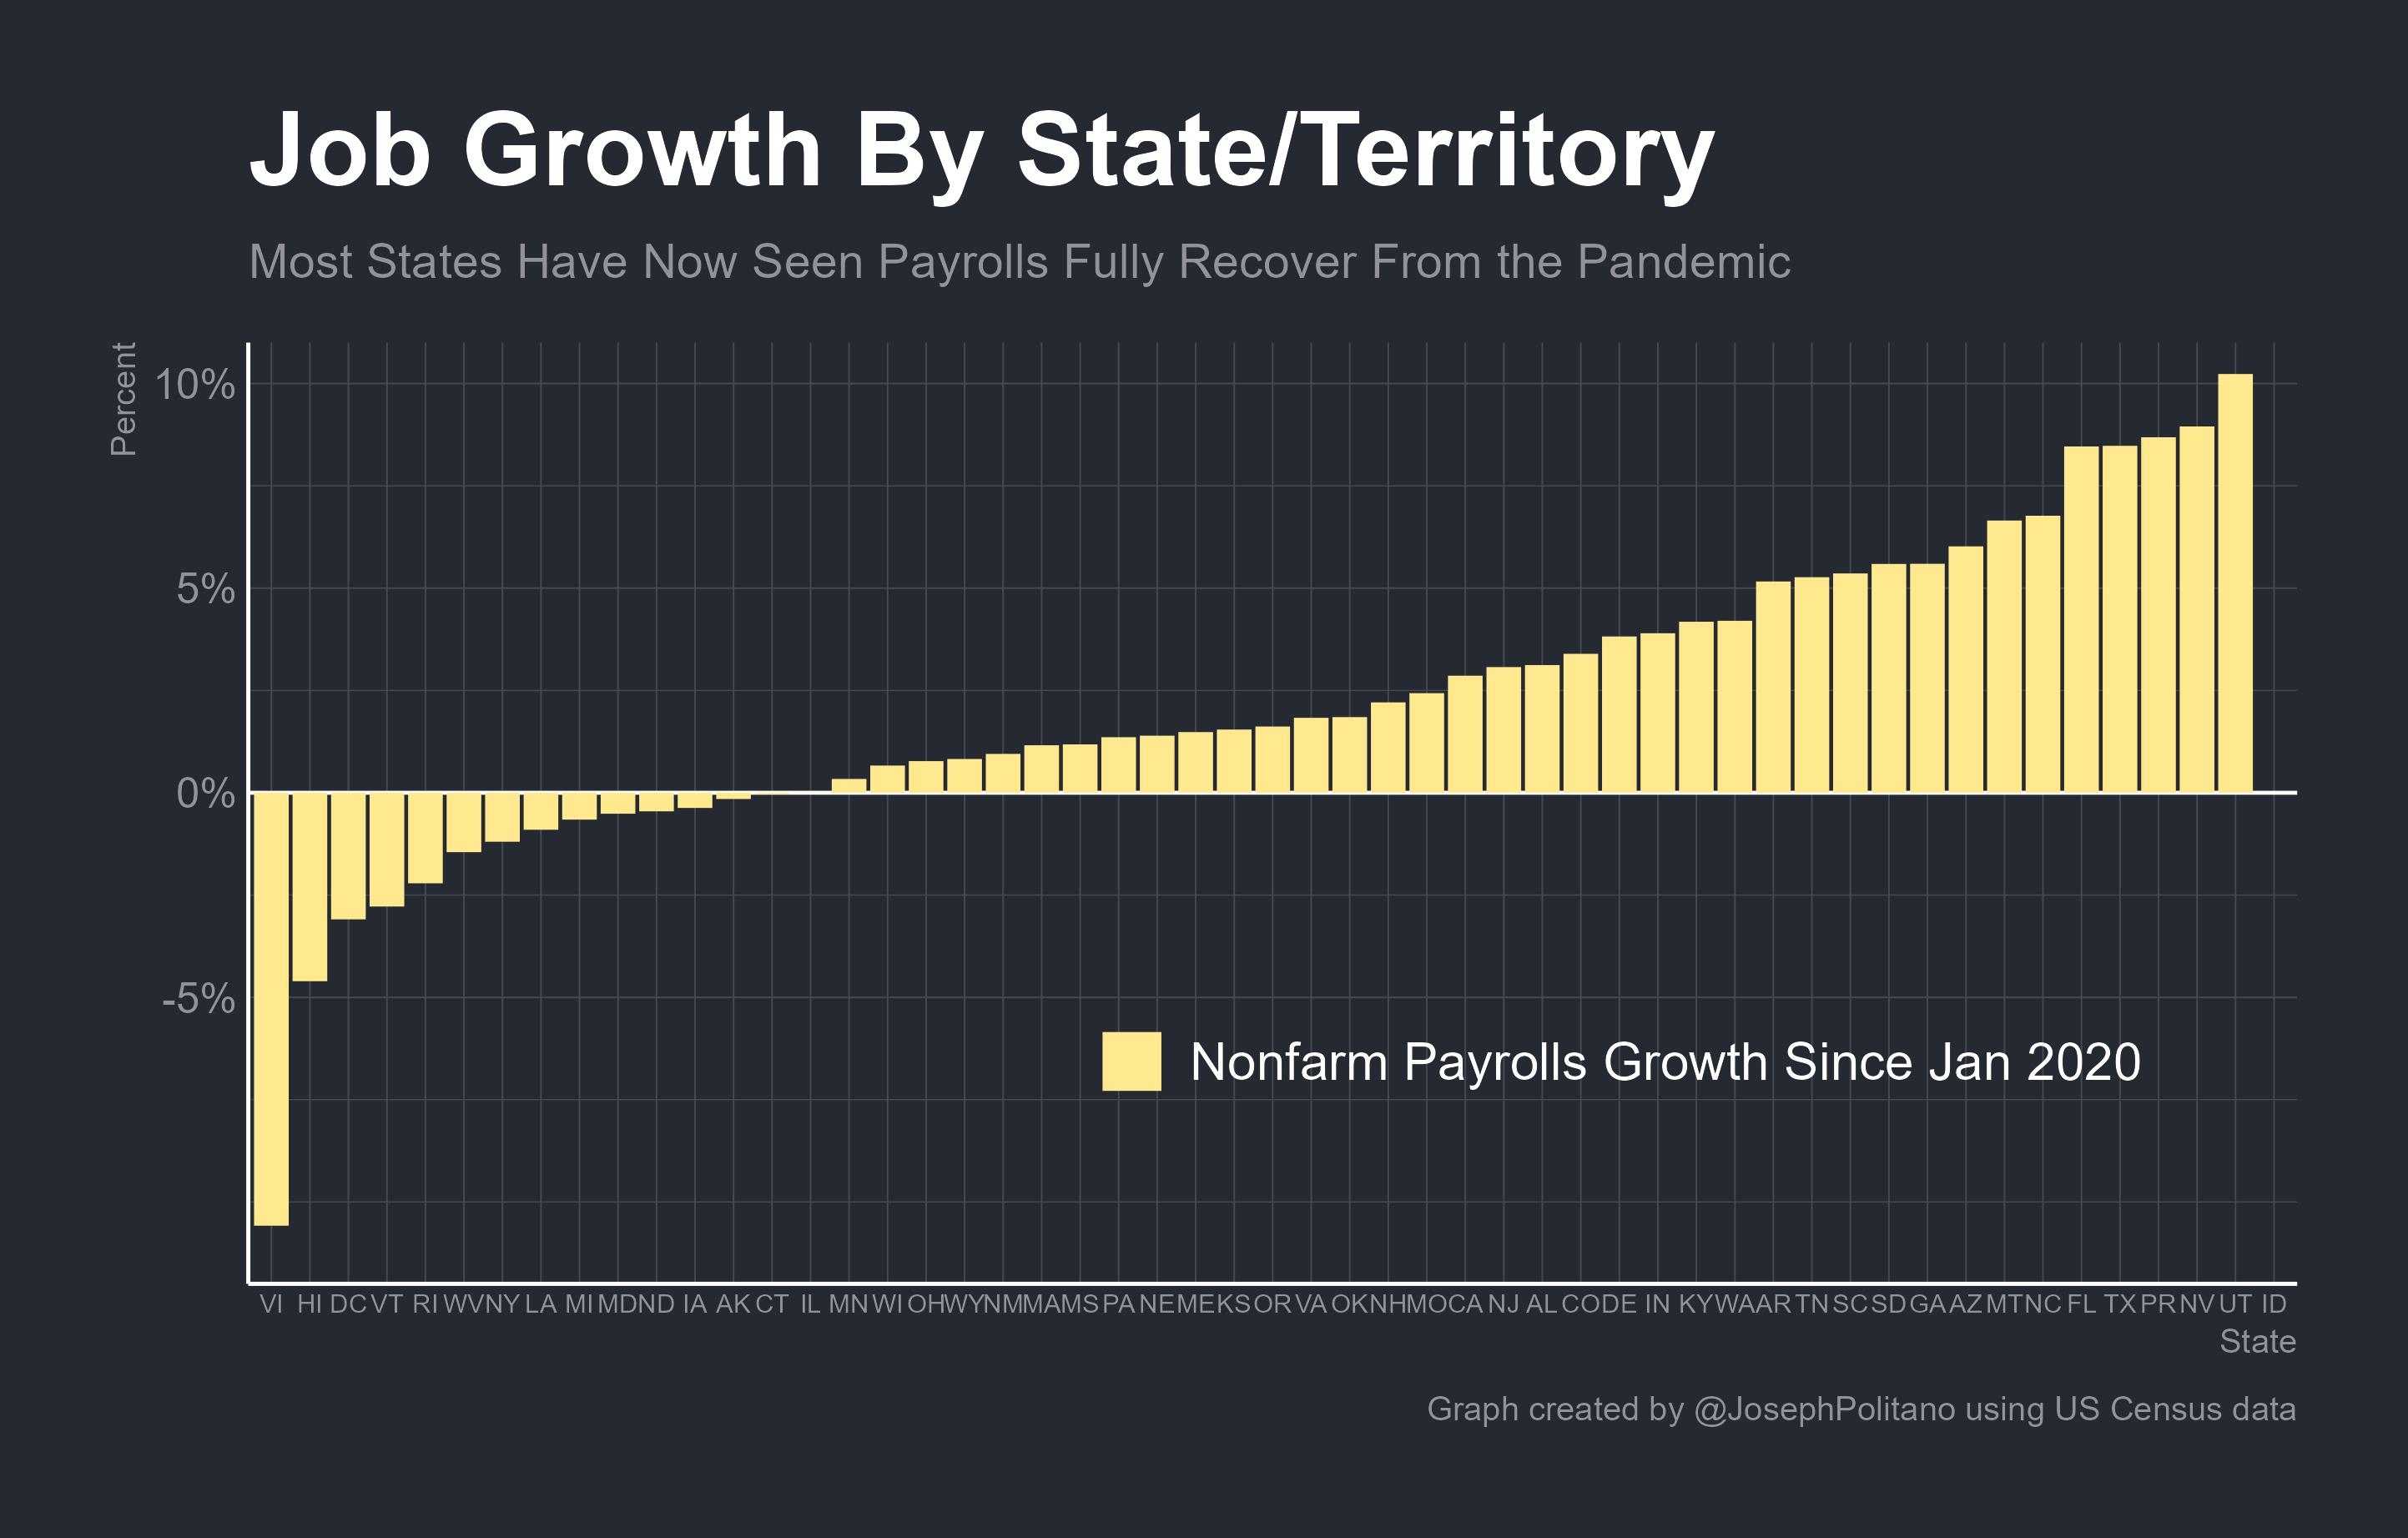 Job Growth By State/Territory
Most States Have Now Seen Payrolls Fully Recover From the Pandemic
Percent
10%
5%
0%
-5%
Nonfarm Payrolls Growth Since Jan 2020
VI HI DC VT RI WV NY LA MI MD ND IA AK CT IL MN WI OH WY NM MA MS PA NE ME KS OR VA OK NH MO CA NJ AL CO DE IN KY WA AR TN SC SD GA AZ MT NC FL TX PR NV UT ID
State
Graph created by @JosephPolitano using US Census data